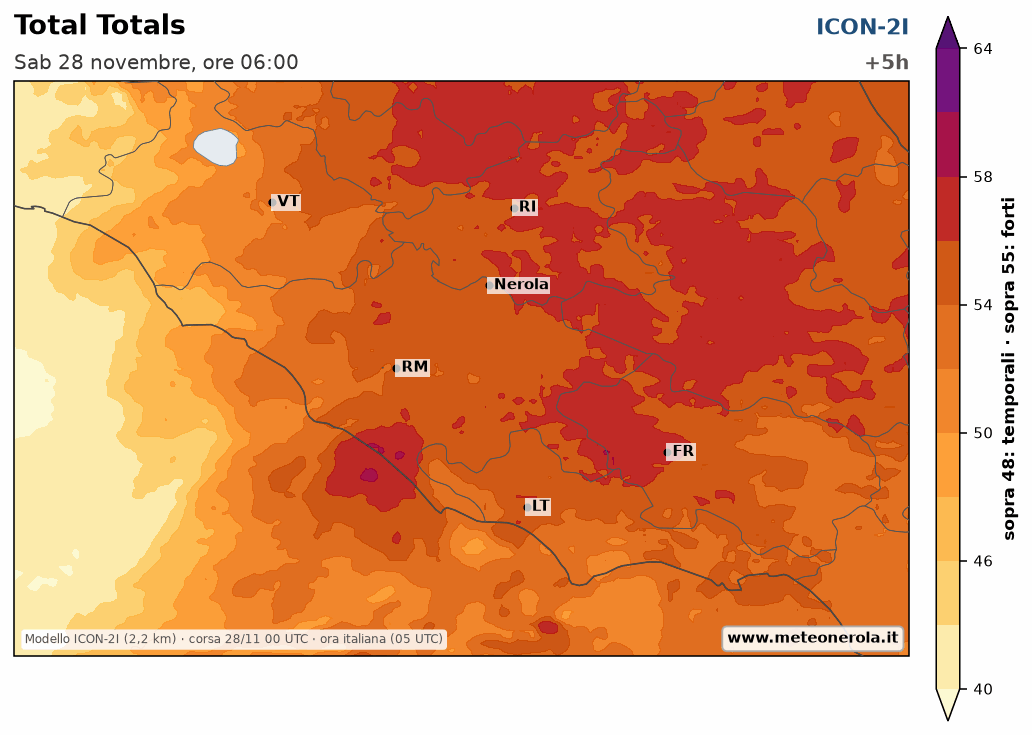 Total Totals
ICON-2I
Sab 28 novembre, ore 06:00
+5h
VT
RI
Nerola
RM
FR
LT
Modello ICON-2I (2,2 km) · corsa 28/11 00 UTC · ora italiana (05 UTC)
www.meteonerola.it
64
58
54
50
46
40
sopra 48: temporali · sopra 55: forti